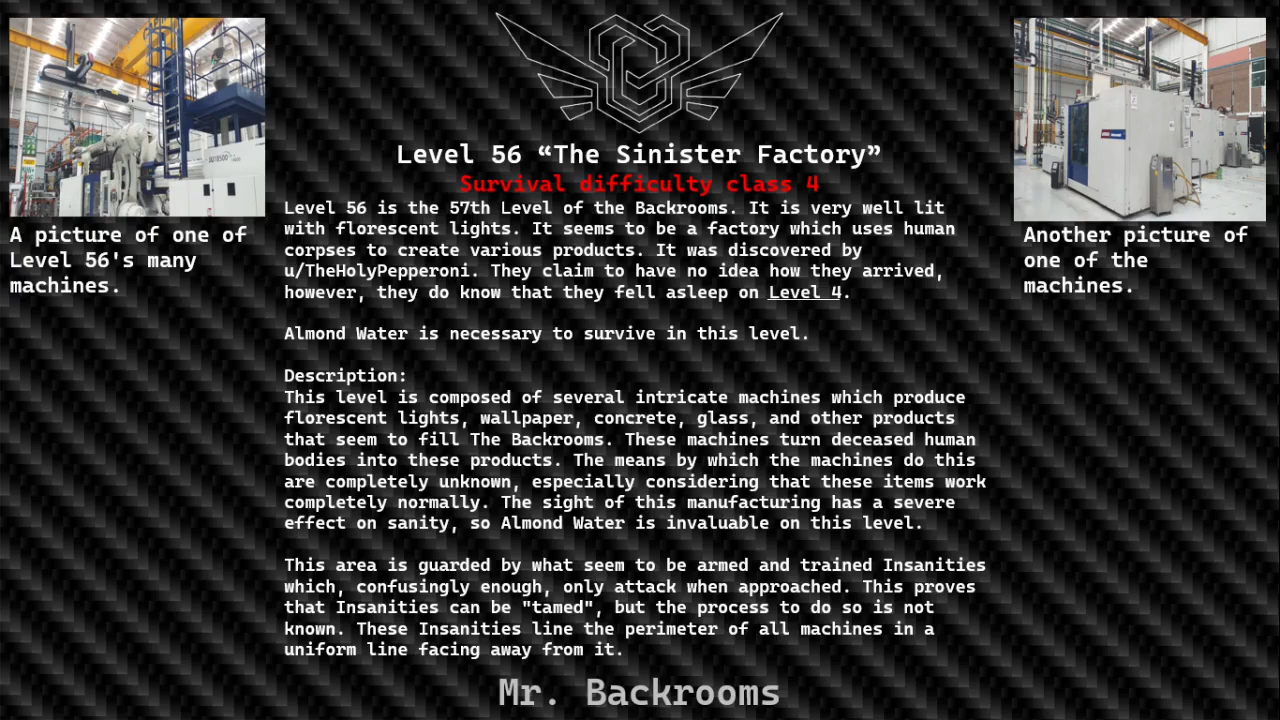 Level 56 “The Sinister Factory”
Survival difficulty class 4
Level 56 is the 57th Level of the Backrooms. It is very well lit
with florescent lights. It seems to be a factory which uses human
corpses to create various products. It was discovered by
u/TheHolyPepperoni. They claim to have no idea how they arrived,
however, they do know that they fell asleep on Level 4.
Almond Water is necessary to survive in this level.
Description:
This level is composed of several intricate machines which produce
florescent lights, wallpaper, concrete, glass, and other products
that seem to fill The Backrooms. These machines turn deceased human
bodies into these products. The means by which the machines do this
are completely unknown, especially considering that these items work
completely normally. The sight of this manufacturing has a severe
effect on sanity, so Almond Water is invaluable on this level.
This area is guarded by what seem to be armed and trained Insanities
which, confusingly enough, only attack when approached. This proves
that Insanities can be "tamed", but the process to do so is not
known. These Insanities line the perimeter of all machines in a
uniform line facing away from it.
A picture of one of
Level 56's many
machines.
Another picture of
one of the
machines.
Mr. Backrooms